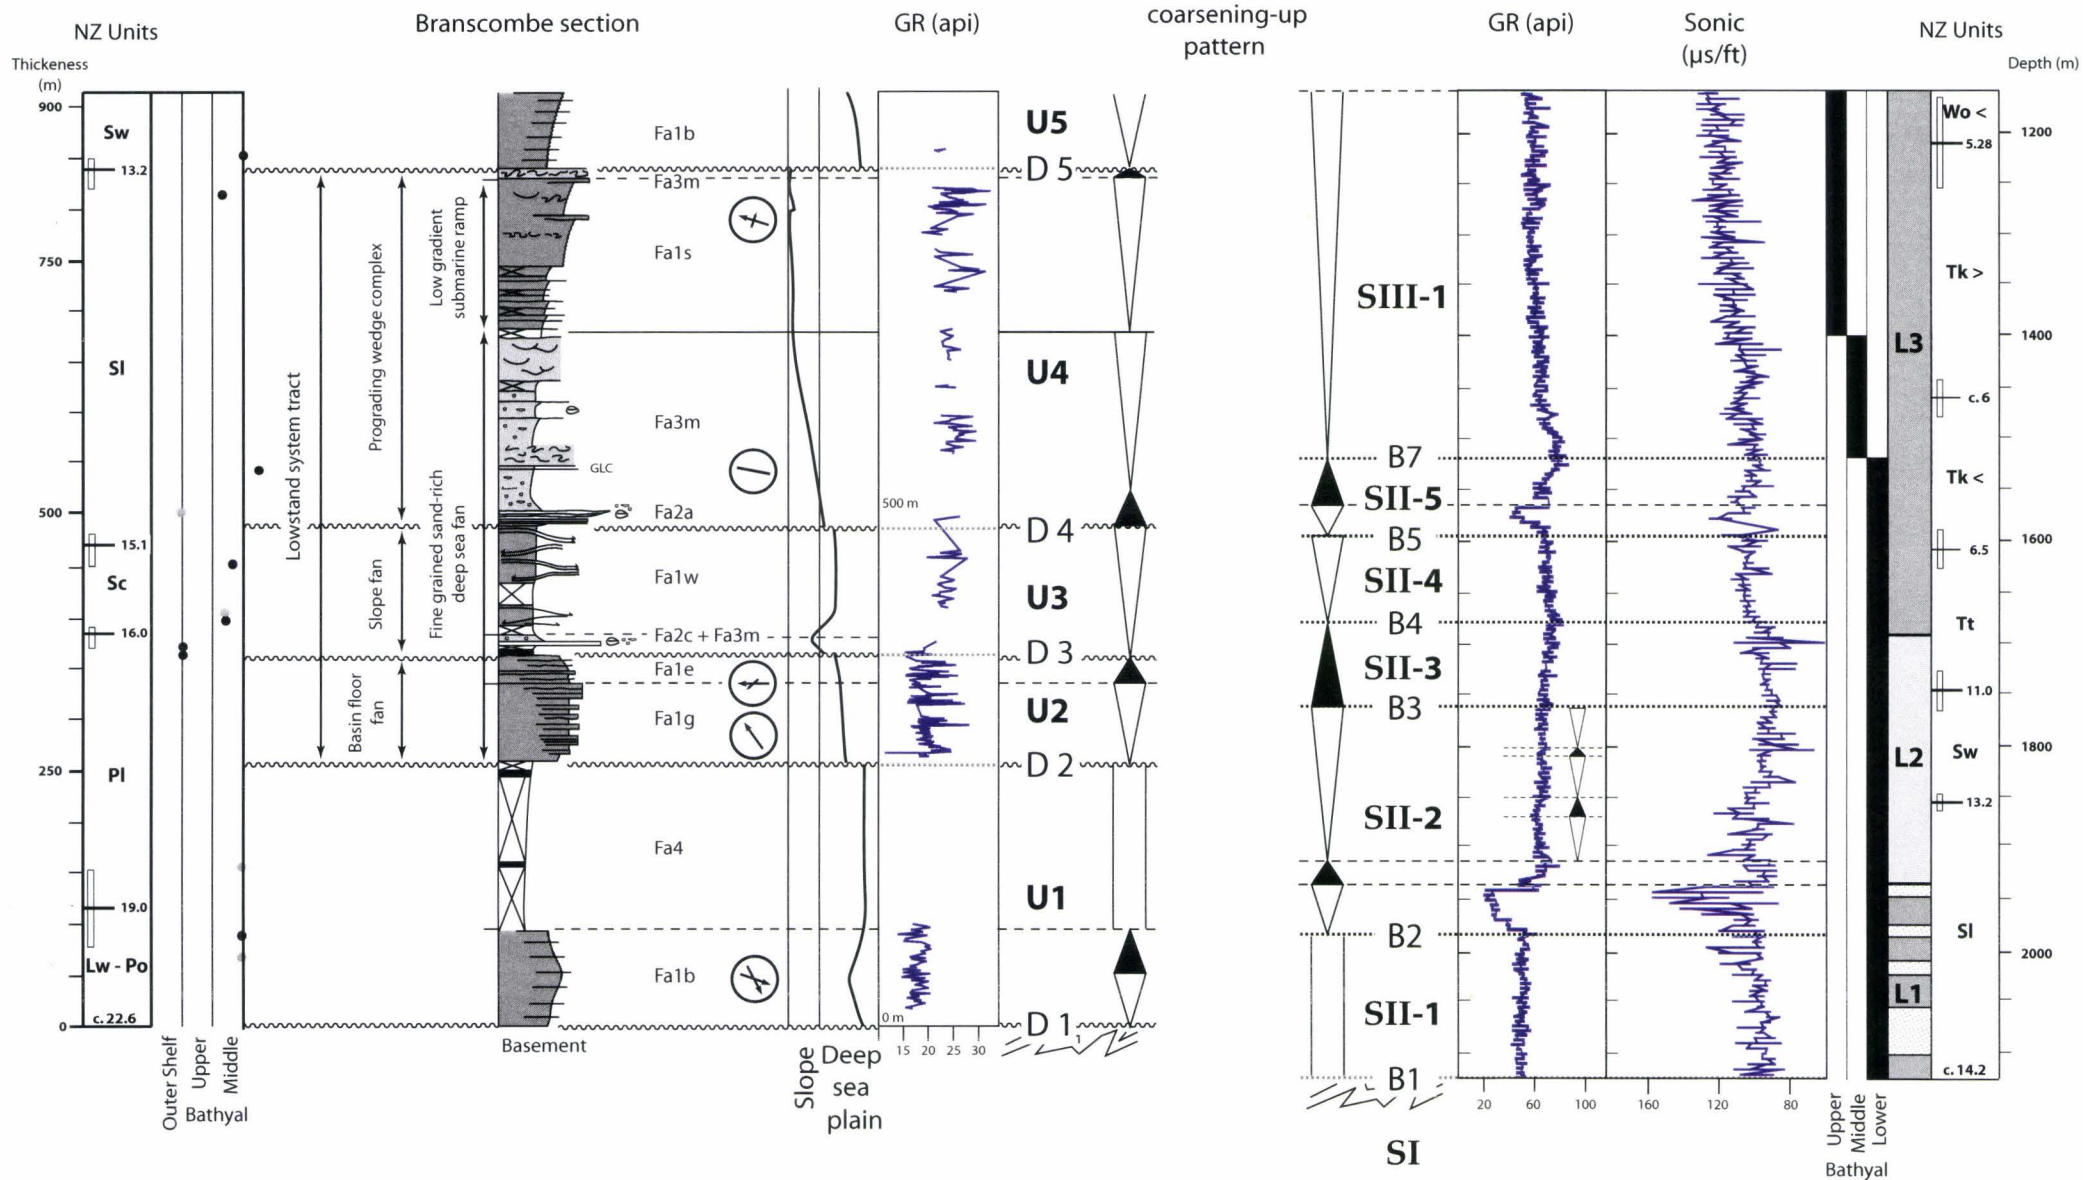 NZ Units
Thickeness
(m)
900
750
500
250
0
Sw
13.2
Sl
15.1
Sc
16.0
Pl
19.0
Lw - Po
c. 22.6
Outer Shelf
Upper
Middle
Bathyal
Branscombe section
Lowstand system tract
Prograding wedge complex
Slope fan
Basin floor
fan
Low gradient
submarine ramp
Fine grained sand-rich
deep sea fan
GLC
Basement
Fa1b
Fa3m
Fa1s
Fa3m
Fa2a
Fa1w
Fa2c + Fa3m
Fa1e
Fa1g
Fa4
Fa1b
Slope
Deep
sea
plain
GR (api)
500 m
0 m
15 20 25 30
U5
D 5
U4
D 4
U3
D 3
U2
D 2
U1
D 1
1
coarsening-up
pattern
SIII-1
B7
SII-5
B5
SII-4
B4
SII-3
B3
SII-2
B2
SII-1
B1
SI
GR (api)
20 60 100
Sonic
(µs/ft)
160 120 80
Upper
Middle
Lower
Bathyal
L3
L2
L1
NZ Units
Wo <
5.28
Tk >
c. 6
Tk <
6.5
Tt
11.0
Sw
13.2
Sl
c. 14.2
Depth (m)
1200
1400
1600
1800
2000